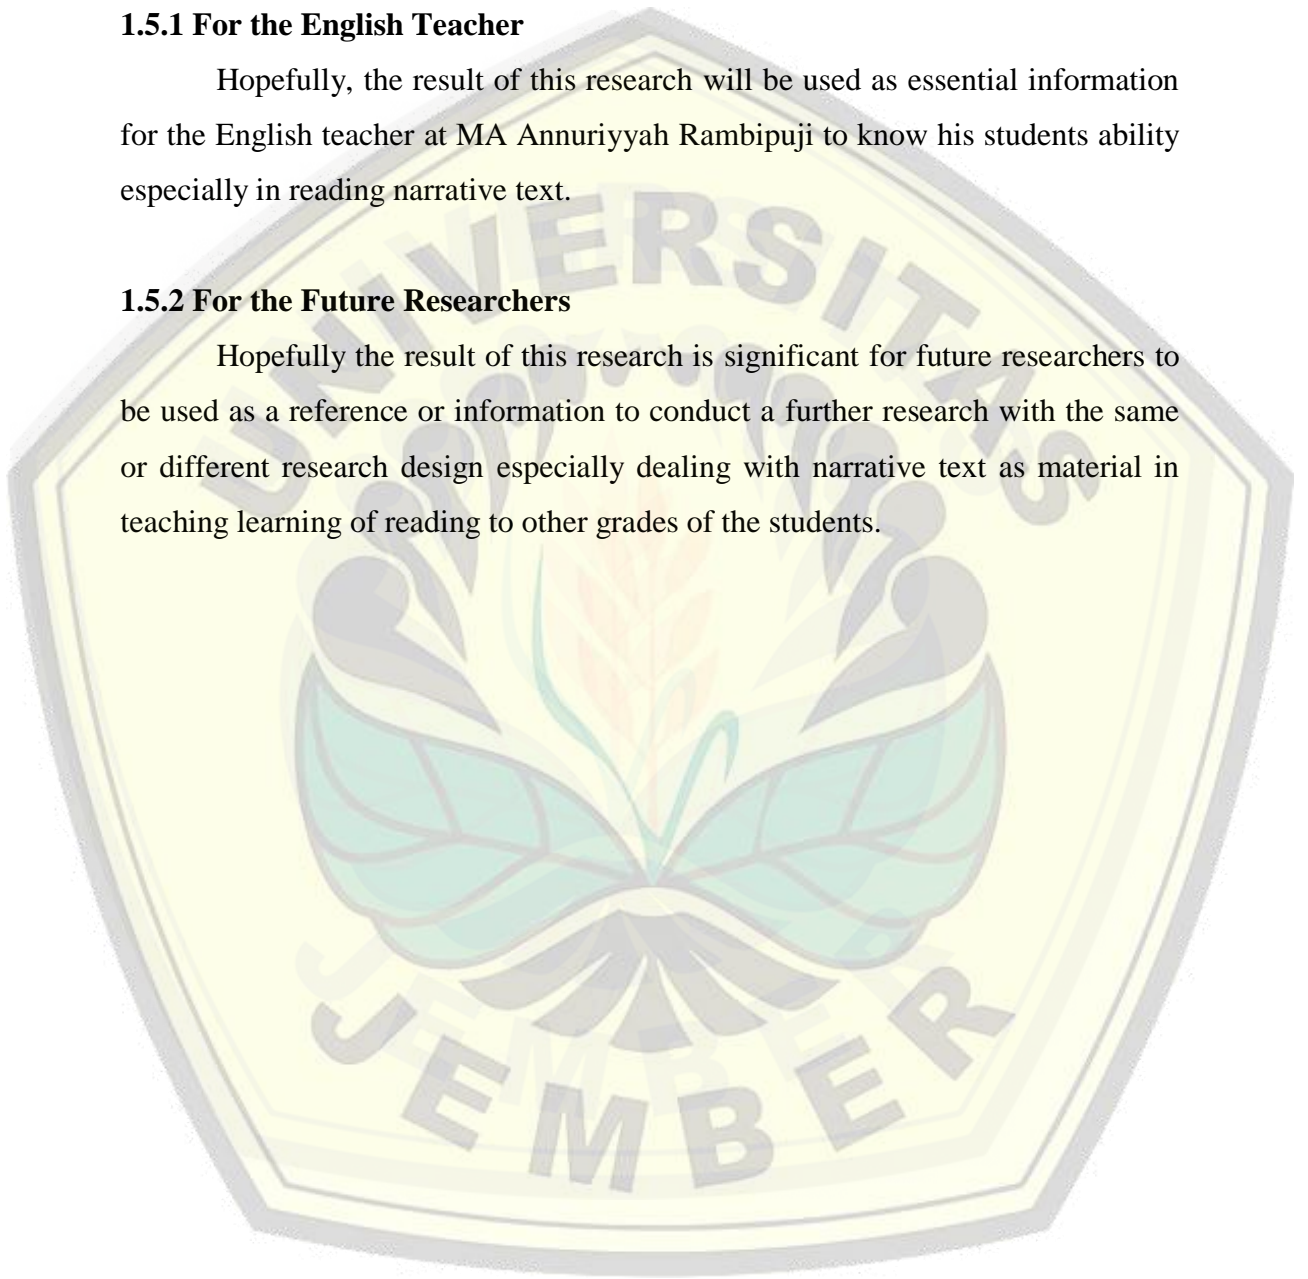 1.5.1 For the English Teacher
Hopefully, the result of this research will be used as essential information
for the English teacher at MA Annuriyyah Rambipuji to know his students ability
especially in reading narrative text.
1.5.2 For the Future Researchers
Hopefully the result of this research is significant for future researchers to
be used as a reference or information to conduct a further research with the same
or different research design especially dealing with narrative text as material in
teaching learning of reading to other grades of the students.
UNIVERSITAS
JEMBER